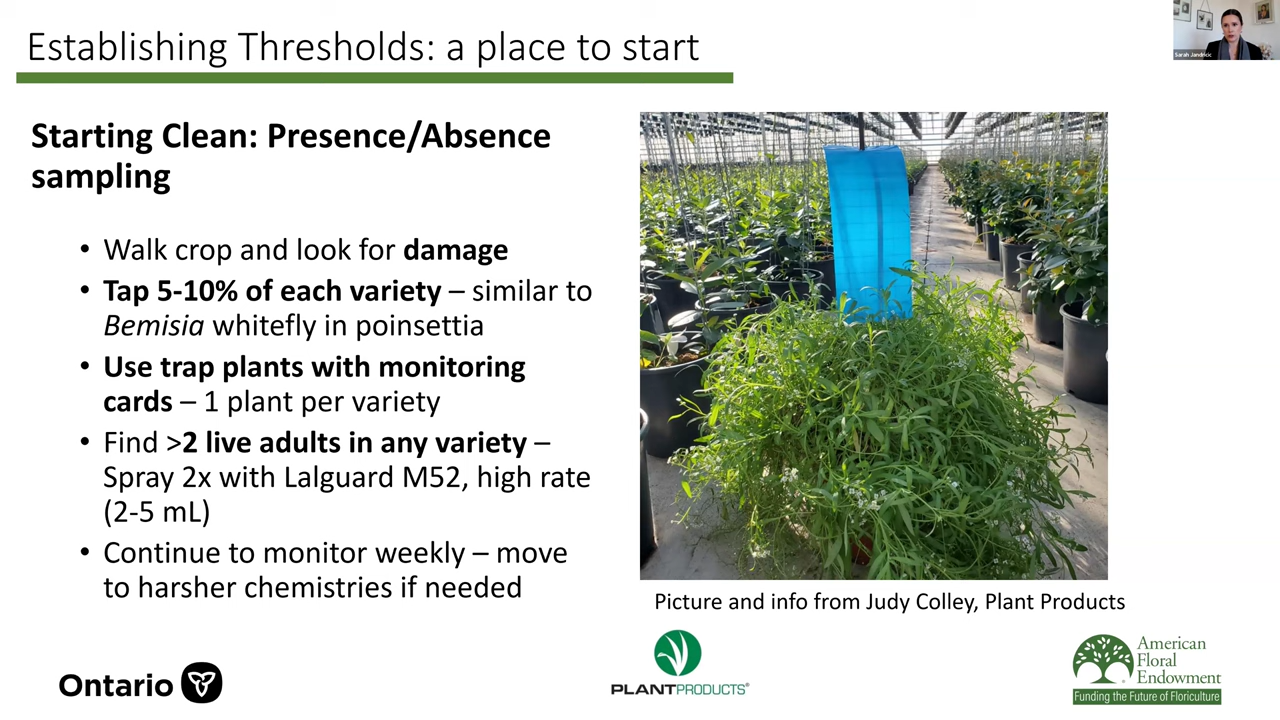 Establishing Thresholds: a place to start
Sarah Jandricic
Starting Clean: Presence/Absence
sampling
• Walk crop and look for damage
• Tap 5-10% of each variety – similar to
Bemisia whitefly in poinsettia
• Use trap plants with monitoring
cards – 1 plant per variety
• Find >2 live adults in any variety –
Spray 2x with Lalguard M52, high rate
(2-5 mL)
• Continue to monitor weekly – move
to harsher chemistries if needed
Picture and info from Judy Colley, Plant Products
Ontario
PLANTPRODUCTS®
American
Floral
Endowment
Funding the Future of Floriculture